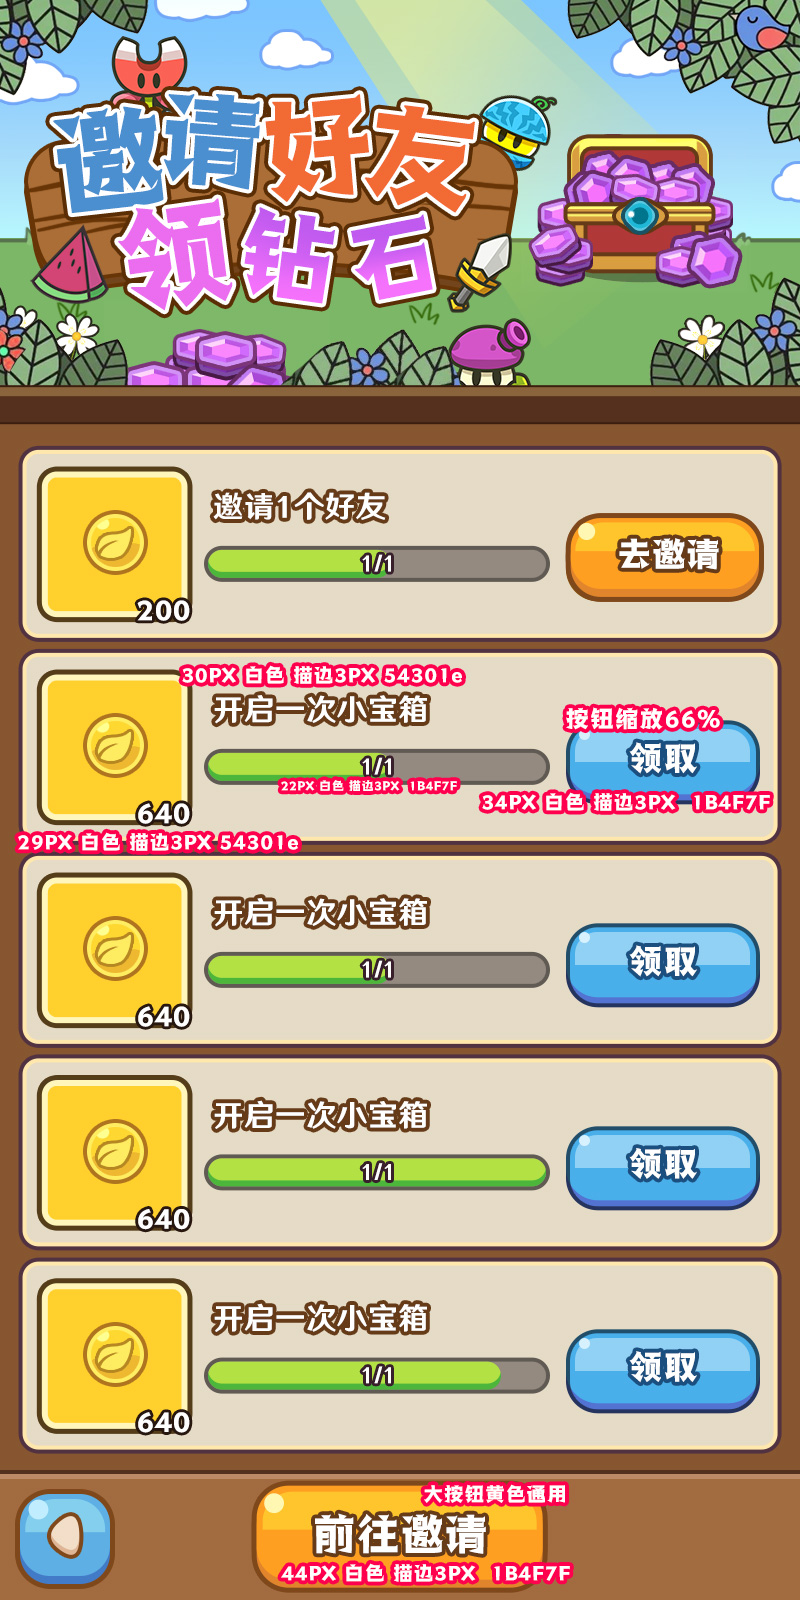 邀请好友
领钻石
邀请1个好友
1/1
去邀请
200
30PX 白色 描边3PX 54301e
开启一次小宝箱
按钮缩放66%
1/1
领取
22PX 白色 描边3PX 1B4F7F
34PX 白色 描边3PX 1B4F7F
640
29PX 白色 描边3PX 54301e
开启一次小宝箱
1/1
领取
640
开启一次小宝箱
1/1
领取
640
开启一次小宝箱
1/1
领取
640
大按钮黄色通用
前往邀请
44PX 白色 描边3PX 1B4F7F